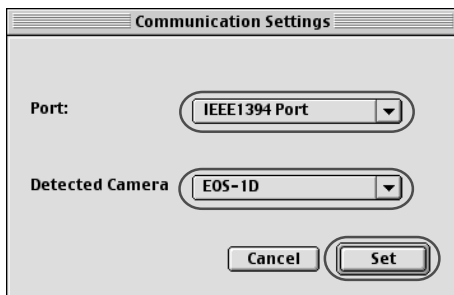 Communication Settings
Port: IEEE1394 Port
Detected Camera EOS-1D
Cancel Set